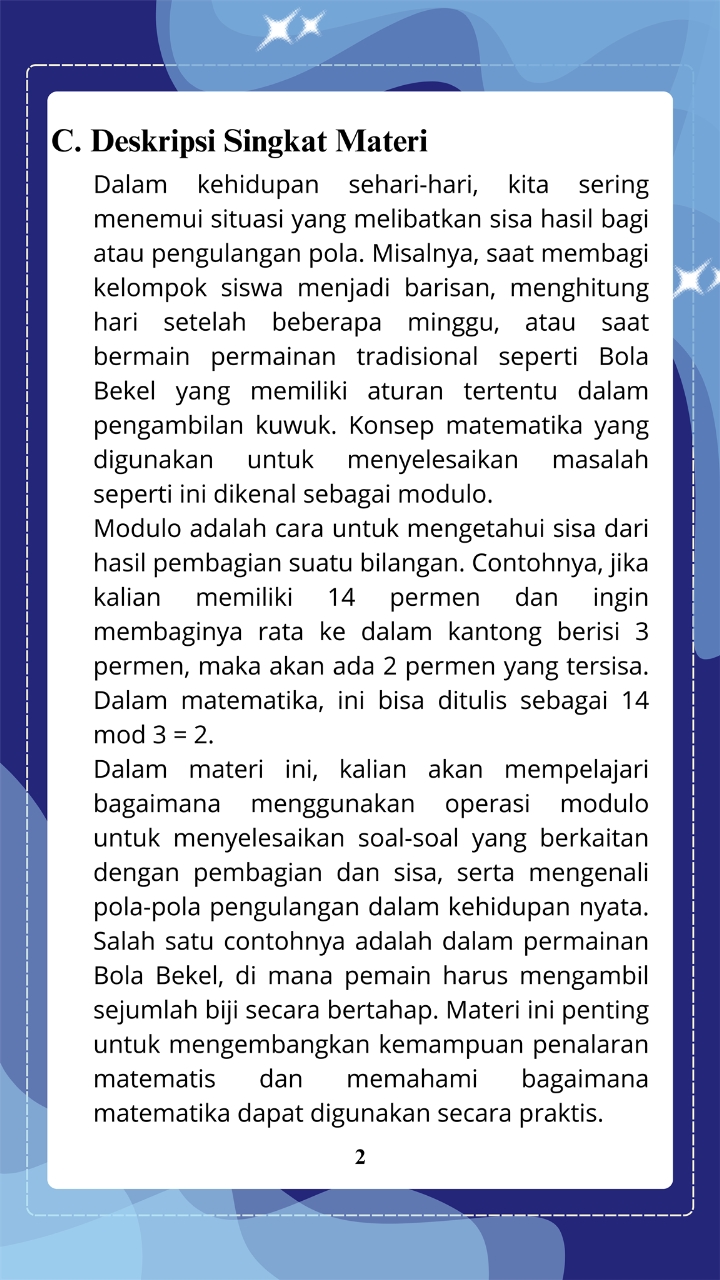 C. Deskripsi Singkat Materi
Dalam kehidupan sehari-hari, kita sering
menemui situasi yang melibatkan sisa hasil bagi
atau pengulangan pola. Misalnya, saat membagi
kelompok siswa menjadi barisan, menghitung
hari setelah beberapa minggu, atau saat
bermain permainan tradisional seperti Bola
Bekel yang memiliki aturan tertentu dalam
pengambilan kuwuk. Konsep matematika yang
digunakan untuk menyelesaikan masalah
seperti ini dikenal sebagai modulo.
Modulo adalah cara untuk mengetahui sisa dari
hasil pembagian suatu bilangan. Contohnya, jika
kalian memiliki 14 permen dan ingin
membaginya rata ke dalam kantong berisi 3
permen, maka akan ada 2 permen yang tersisa.
Dalam matematika, ini bisa ditulis sebagai 14
mod 3 = 2.
Dalam materi ini, kalian akan mempelajari
bagaimana menggunakan operasi modulo
untuk menyelesaikan soal-soal yang berkaitan
dengan pembagian dan sisa, serta mengenali
pola-pola pengulangan dalam kehidupan nyata.
Salah satu contohnya adalah dalam permainan
Bola Bekel, di mana pemain harus mengambil
sejumlah biji secara bertahap. Materi ini penting
untuk mengembangkan kemampuan penalaran
matematis dan memahami bagaimana
matematika dapat digunakan secara praktis.
2